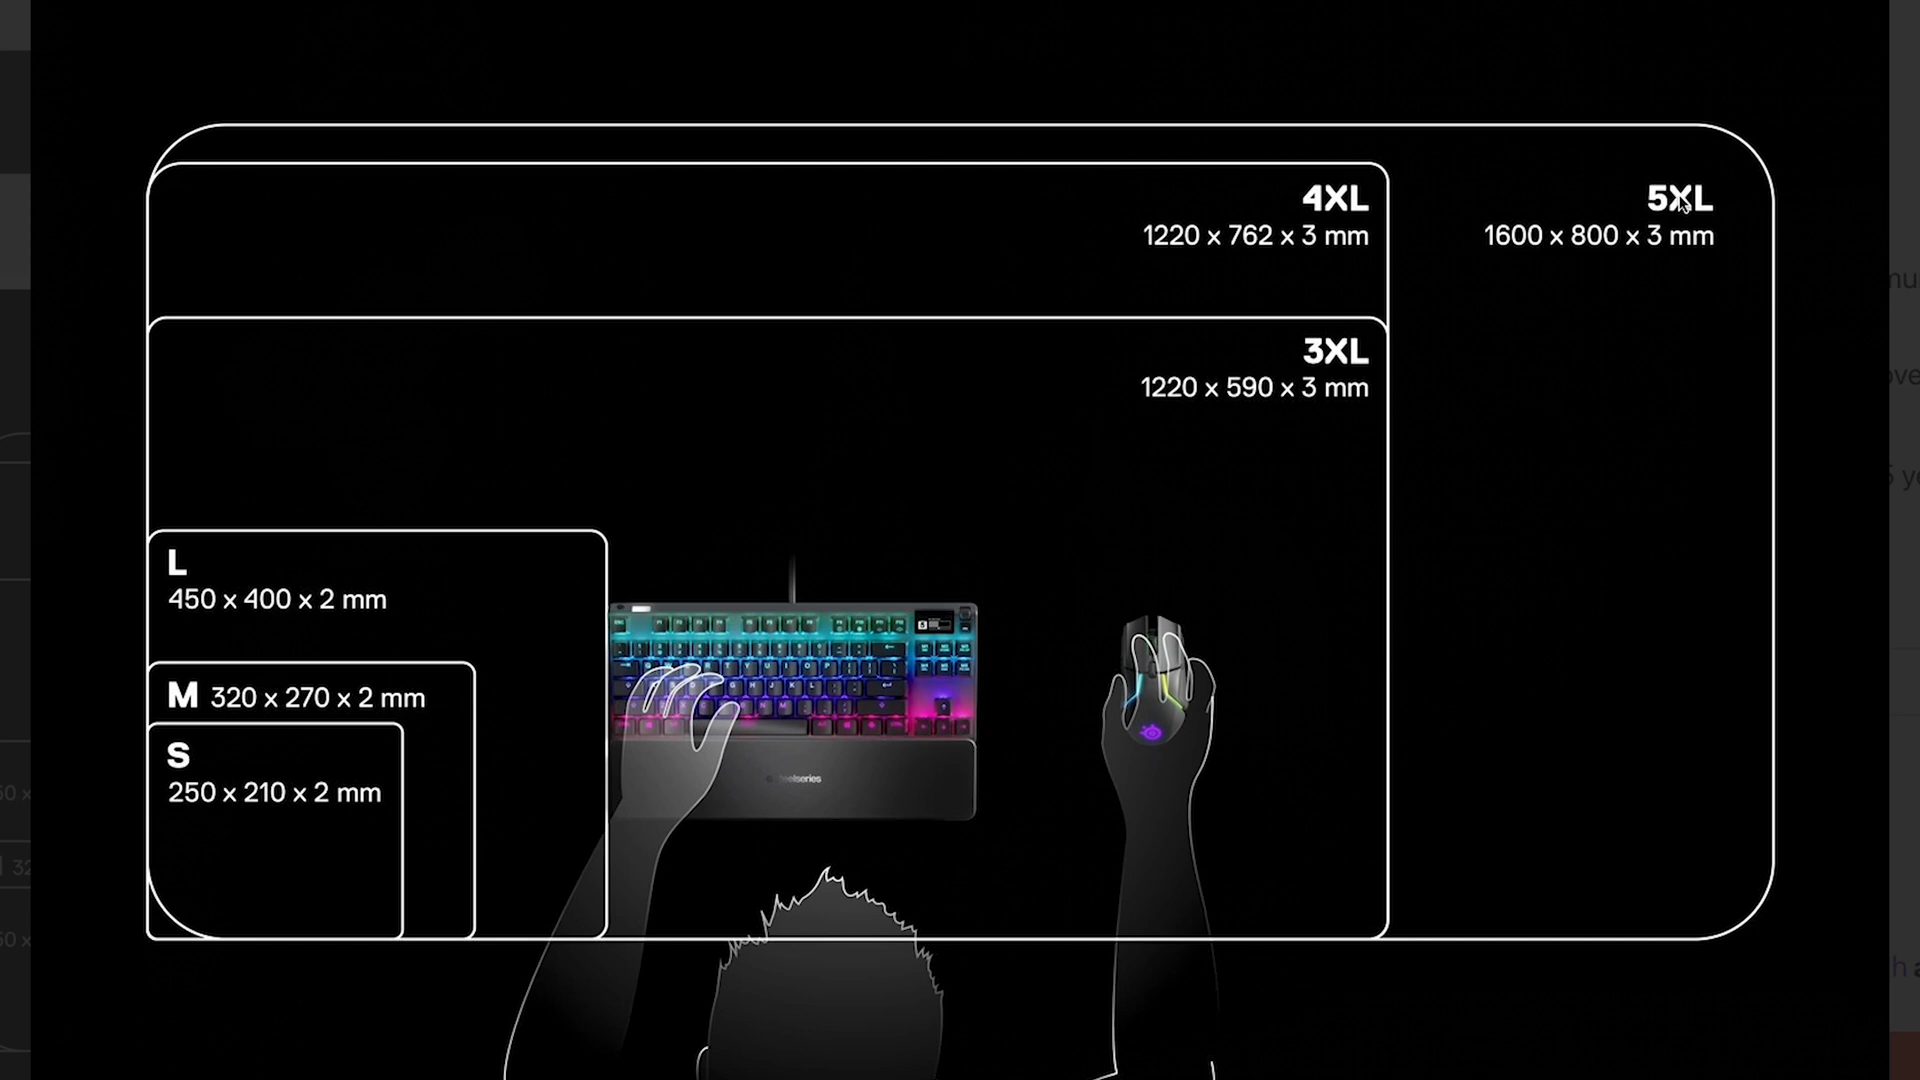 4XL
1220 x 762 x 3 mm
5XL
1600 x 800 x 3 mm
3XL
1220 x 590 x 3 mm
L
450 x 400 x 2 mm
M 320 x 270 x 2 mm
S
250 x 210 x 2 mm
steelseries